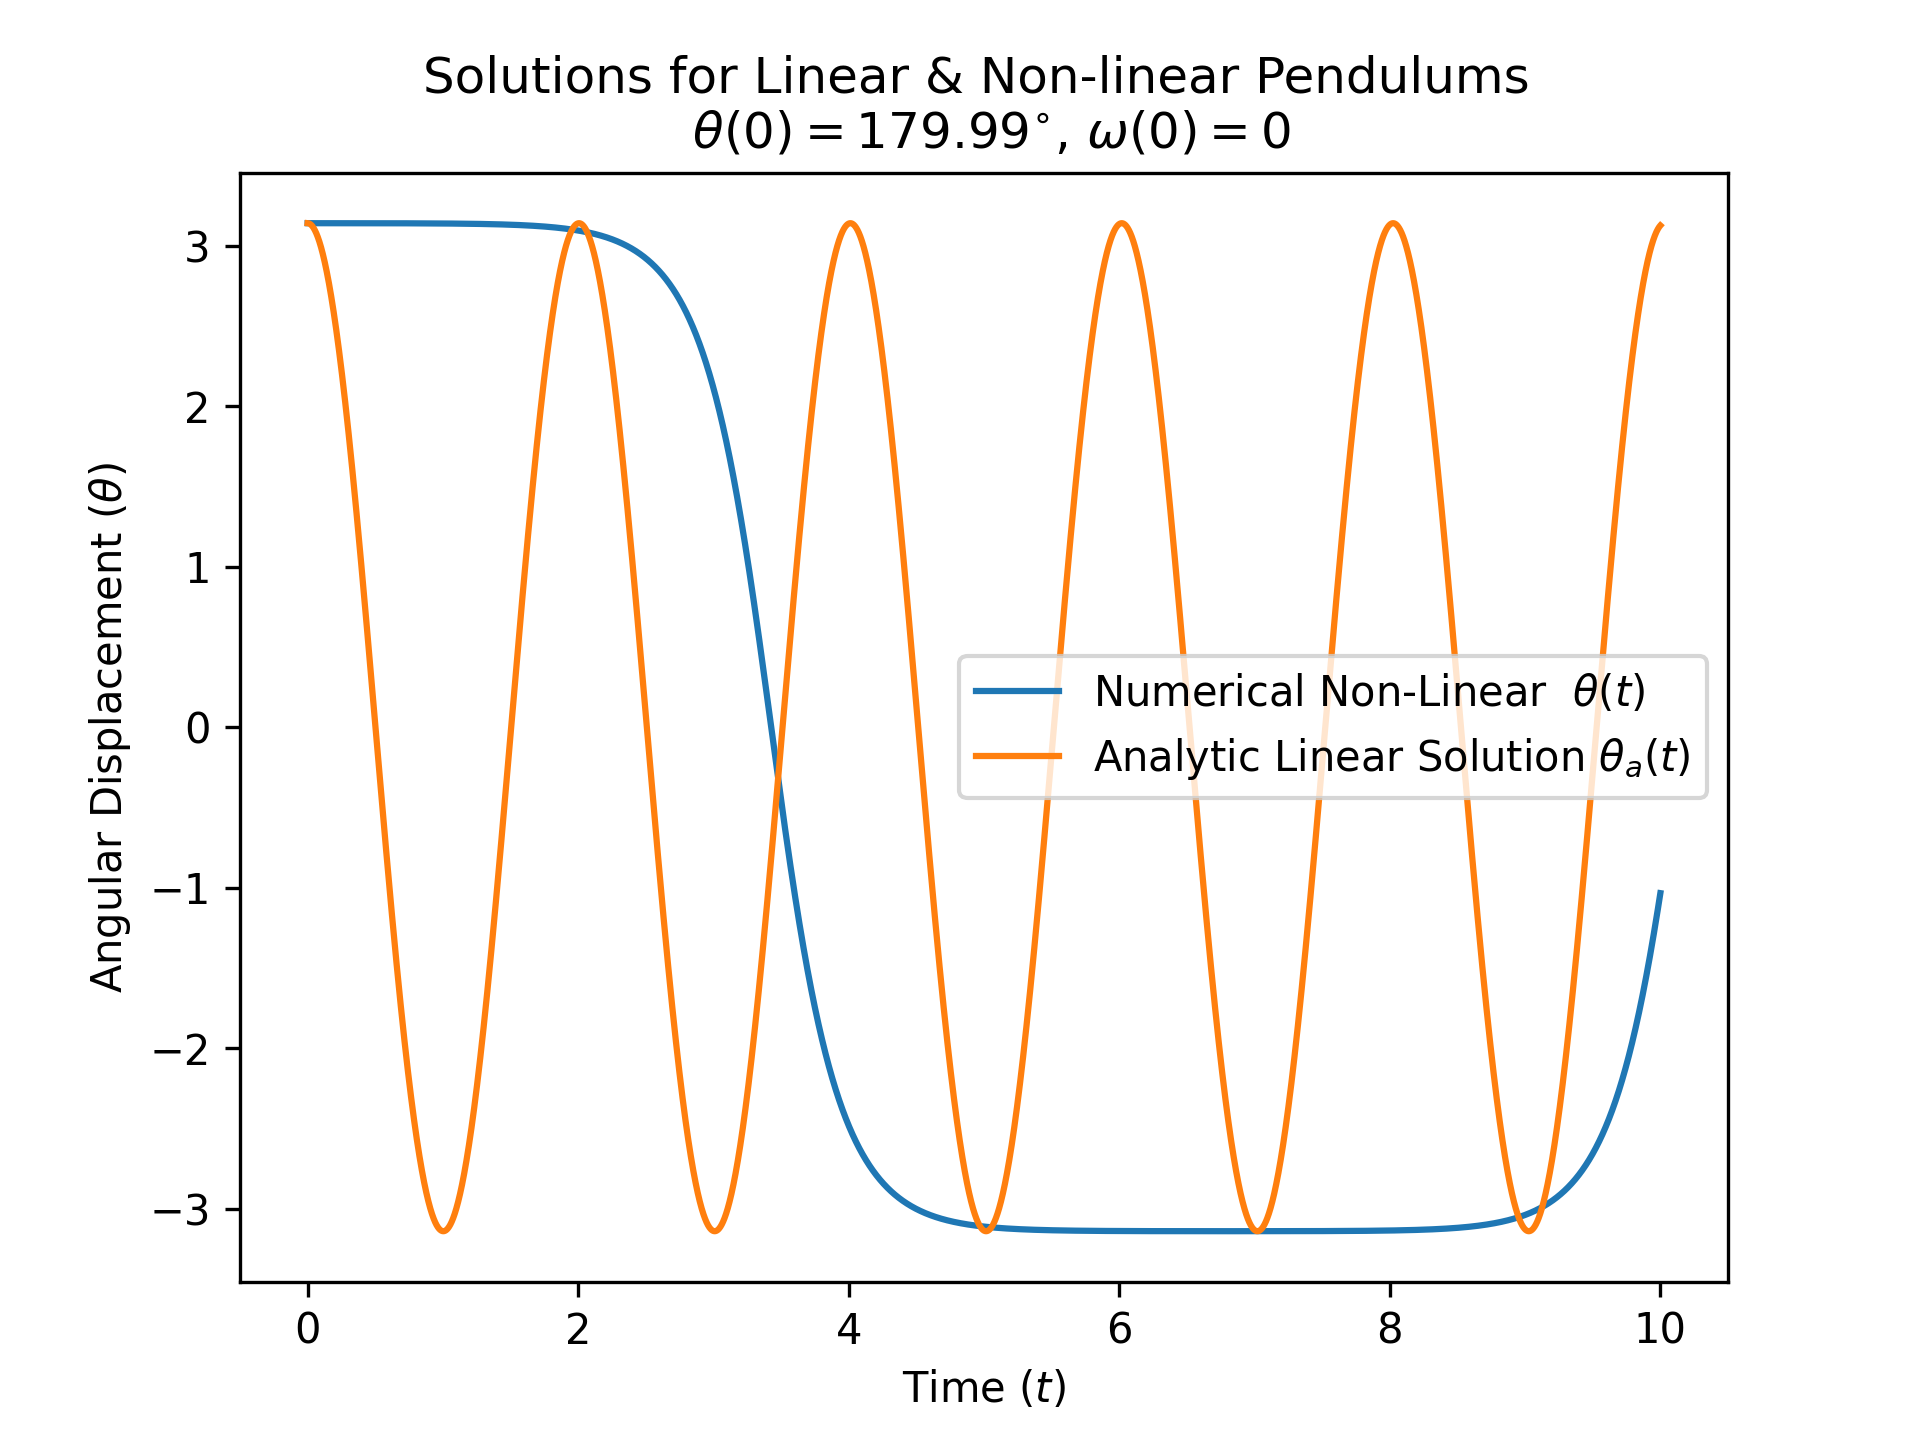 Solutions for Linear & Non-linear Pendulums
θ(0) = 179.99°, ω(0) = 0
Angular Displacement (θ)
3
2
1
0
−1
−2
−3
Numerical Non-Linear θ(t)
Analytic Linear Solution θₐ(t)
0 2 4 6 8 10
Time (t)